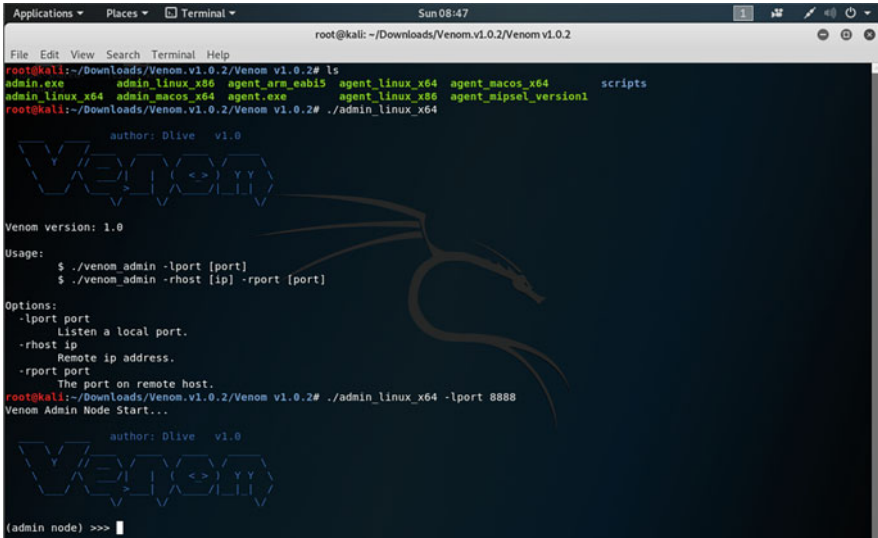 Applications Places Terminal Sun 08:47 1
root@kali: ~/Downloads/Venom.v1.0.2/Venom v1.0.2
File Edit View Search Terminal Help
root@kali:~/Downloads/Venom.v1.0.2/Venom v1.0.2# ls
admin.exe admin_linux_x86 agent_arm_eabi5 agent_linux_x64 agent_macos_x64 scripts
admin_linux_x64 admin_macos_x64 agent.exe agent_linux_x86 agent_mipsel_version1
root@kali:~/Downloads/Venom.v1.0.2/Venom v1.0.2# ./admin_linux_x64
author: Dlive v1.0
Venom
Venom version: 1.0
Usage:
$ ./venom_admin -lport [port]
$ ./venom_admin -rhost [ip] -rport [port]
Options:
-lport port
Listen a local port.
-rhost ip
Remote ip address.
-rport port
The port on remote host.
root@kali:~/Downloads/Venom.v1.0.2/Venom v1.0.2# ./admin_linux_x64 -lport 8888
Venom Admin Node Start...
author: Dlive v1.0
Venom
(admin node) >>>